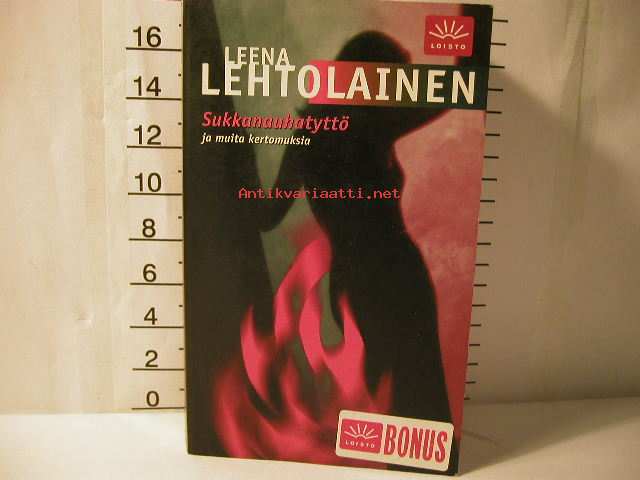 16
14
12
10
8
6
4
2
0
LOISTO
LEENA
LEHTOLAINEN
Sukkanauhatyttö
ja muita kertomuksia
Antikvariaatti.net
LOISTO
BONUS